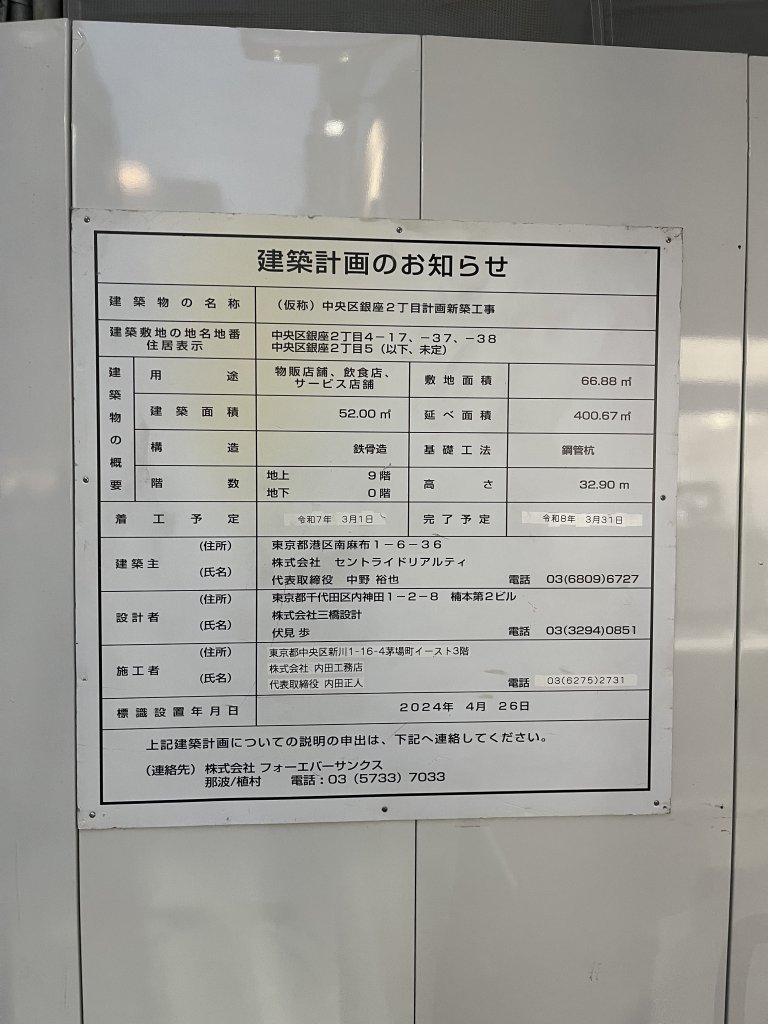 建築計画のお知らせ
建築物の名称 (仮称)中央区銀座2丁目計画新築工事
建築敷地の地名地番 中央区銀座2丁目4-17、-37、-38
住居表示 中央区銀座2丁目5(以下、未定)
建築物の概要
用途 物販店舗、飲食店、
サービス店舗
敷地面積 66.88㎡
建築面積 52.00㎡ 延べ面積 400.67㎡
構造 鉄骨造 基礎工法 鋼管杭
階数 地上 9階
地下 0階
高さ 32.90m
着工予定 令和7年 3月1日 完了予定 令和8年 3月31日
建築主 (住所) 東京都港区南麻布1-6-36
(氏名) 株式会社 セントライドリアルティ
代表取締役 中野 裕也 電話 03(6809)6727
設計者 (住所) 東京都千代田区内神田1-2-8 楠本第2ビル
(氏名) 株式会社三橋設計
伏見 歩 電話 03(3294)0851
施工者 (住所) 東京都中央区新川1-16-4茅場町イースト3階
(氏名) 株式会社 内田工務店
代表取締役 内田正人 電話 03(6275)2731
標識設置年月日 2024年 4月 26日
上記建築計画についての説明の申出は、下記へ連絡してください。
(連絡先) 株式会社 フォーエバーサンクス
那波/植村 電話:03(5733)7033